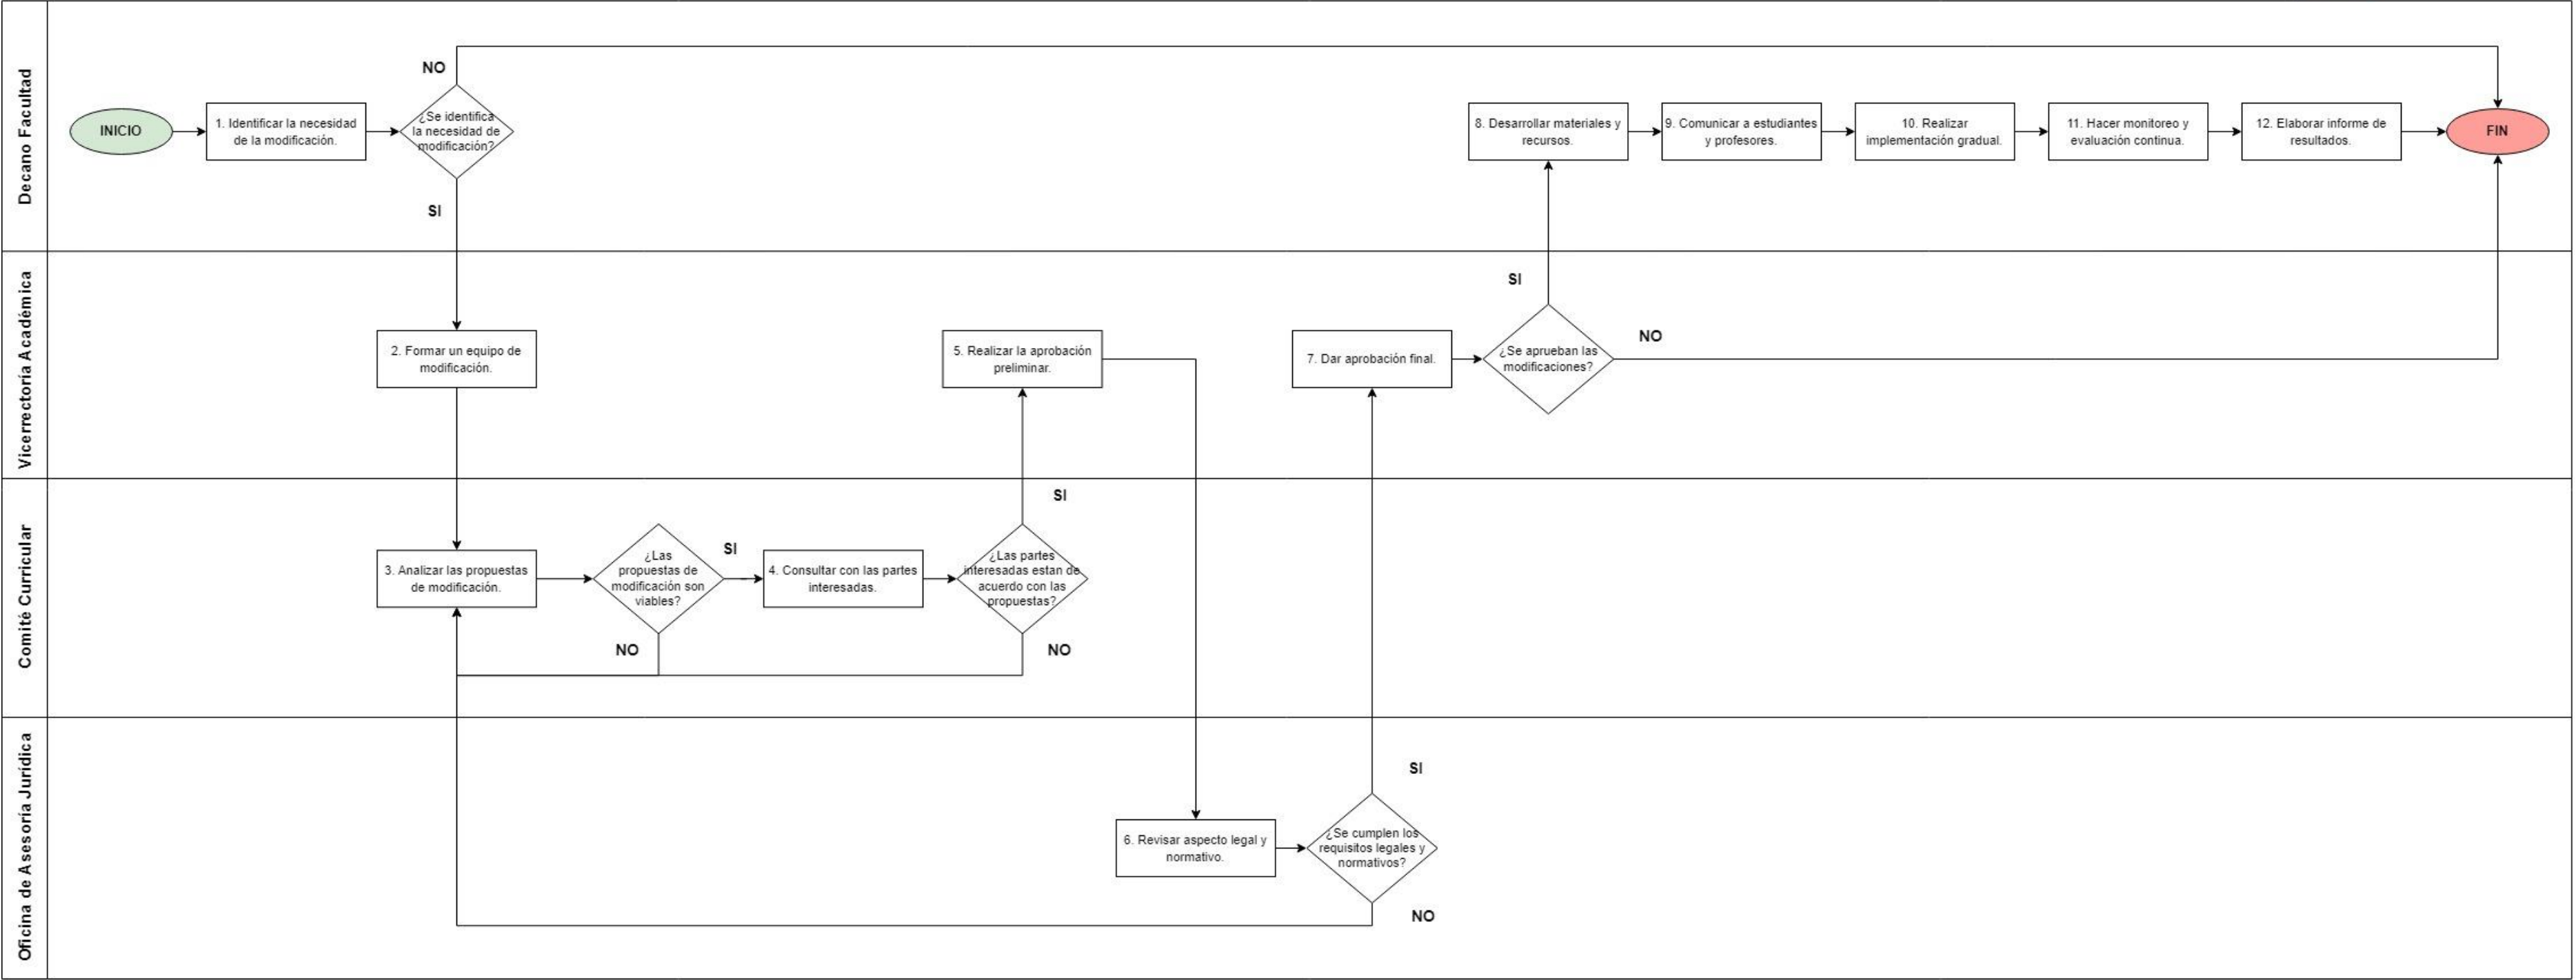 Decano Facultad
NO
INICIO
1. Identificar la necesidad
de la modificación.
¿Se identifica
la necesidad de
modificación?
SI
8. Desarrollar materiales y
recursos.
9. Comunicar a estudiantes
y profesores.
10. Realizar
implementación gradual.
11. Hacer monitoreo y
evaluación continua.
12. Elaborar informe de
resultados.
FIN
Vicerrectoría Académica
2. Formar un equipo de
modificación.
5. Realizar la aprobación
preliminar.
7. Dar aprobación final.
SI
¿Se aprueban las
modificaciones?
NO
Comité Curricular
3. Analizar las propuestas
de modificación.
¿Las
propuestas de
modificación son
viables?
SI
NO
4. Consultar con las partes
interesadas.
SI
¿Las partes
interesadas estan de
acuerdo con las
propuestas?
NO
Oficina de Asesoría Jurídica
6. Revisar aspecto legal y
normativo.
SI
¿Se cumplen los
requisitos legales y
normativos?
NO